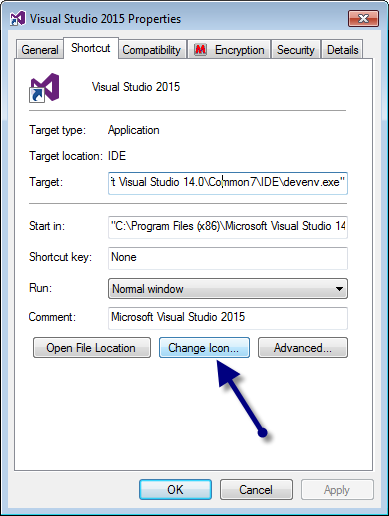 Visual Studio 2015 Properties
General Shortcut Compatibility M Encryption Security Details
Visual Studio 2015
Target type: Application
Target location: IDE
Target: t Visual Studio 14.0\Common7\IDE\devenv.exe"
Start in: "C:\Program Files (x86)\Microsoft Visual Studio 14
Shortcut key: None
Run: Normal window
Comment: Microsoft Visual Studio 2015
Open File Location Change Icon... Advanced...
OK Cancel Apply